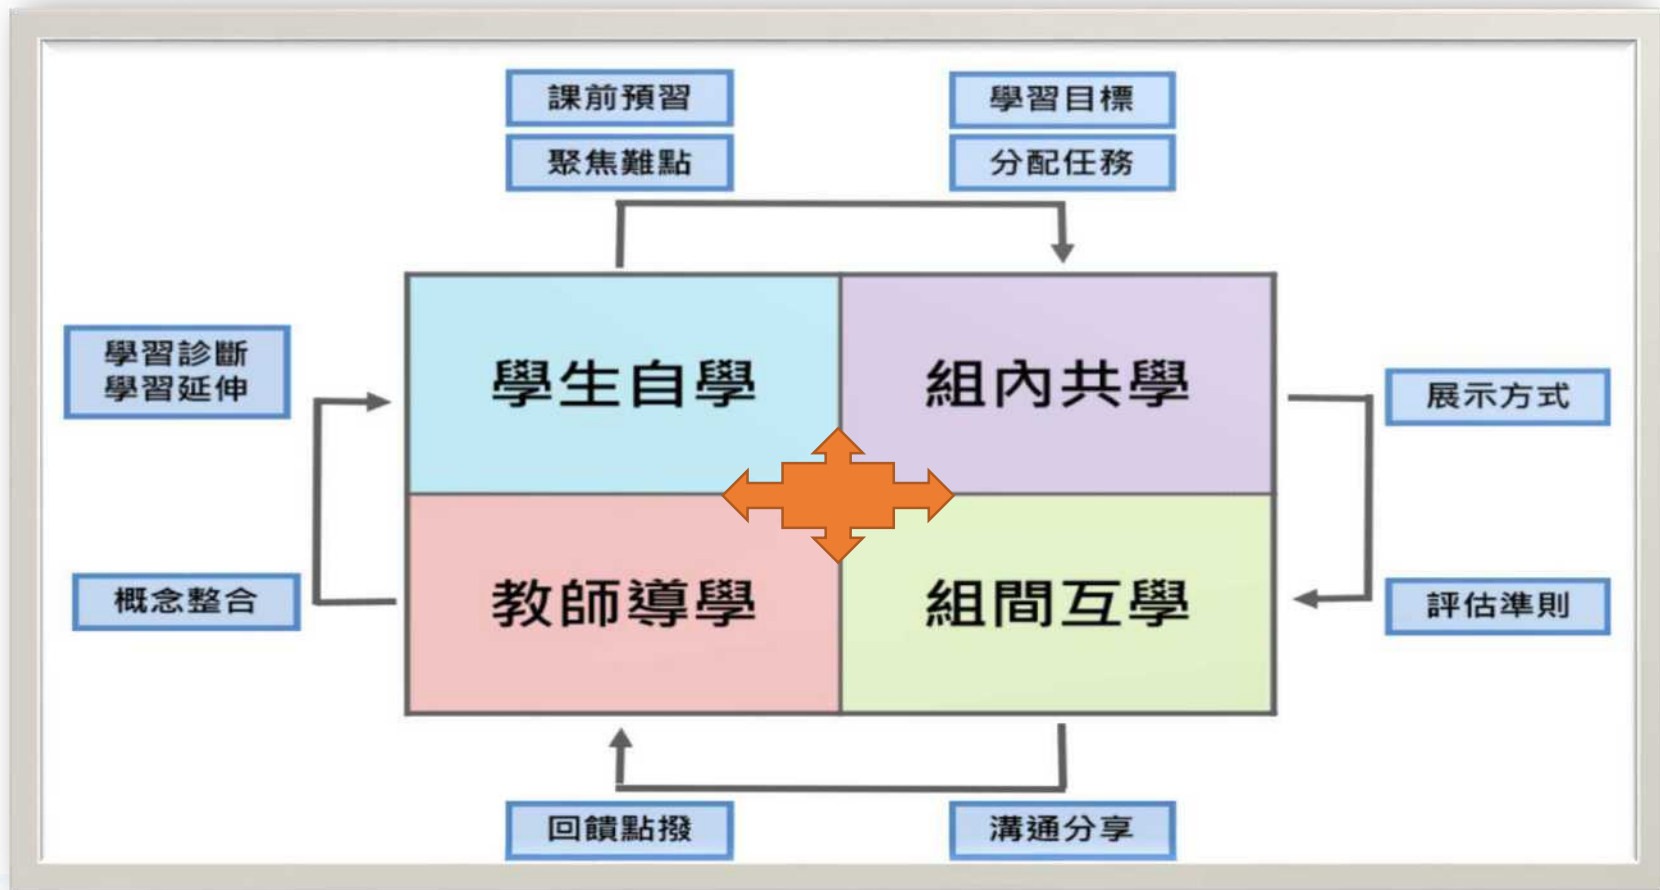 課前預習
學習目標
聚焦難點
分配任務
學習診斷
學習延伸
學生自學
組內共學
展示方式
概念整合
教師導學
組間互學
評估準則
回饋點撥
溝通分享